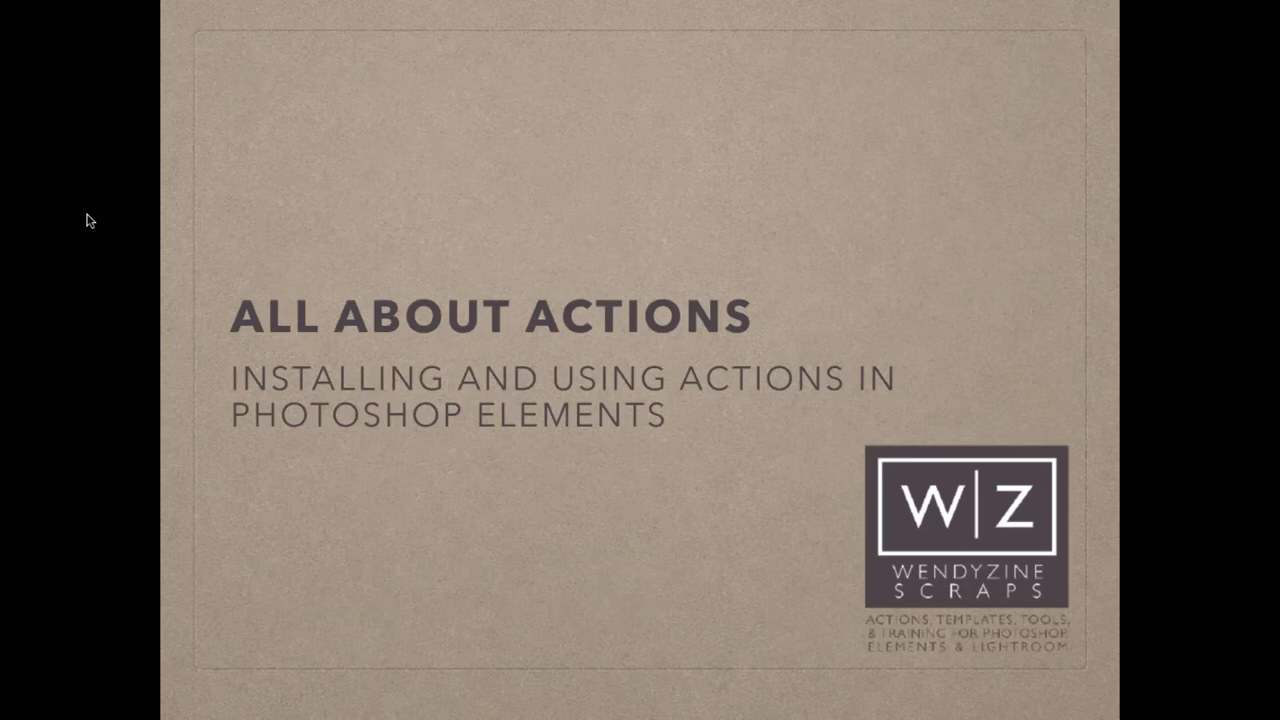 ALL ABOUT ACTIONS
INSTALLING AND USING ACTIONS IN
PHOTOSHOP ELEMENTS
W|Z
WENDYZINE
SCRAPS
ACTIONS, TEMPLATES, TOOLS,
& TRAINING FOR PHOTOSHOP,
ELEMENTS & LIGHTROOM